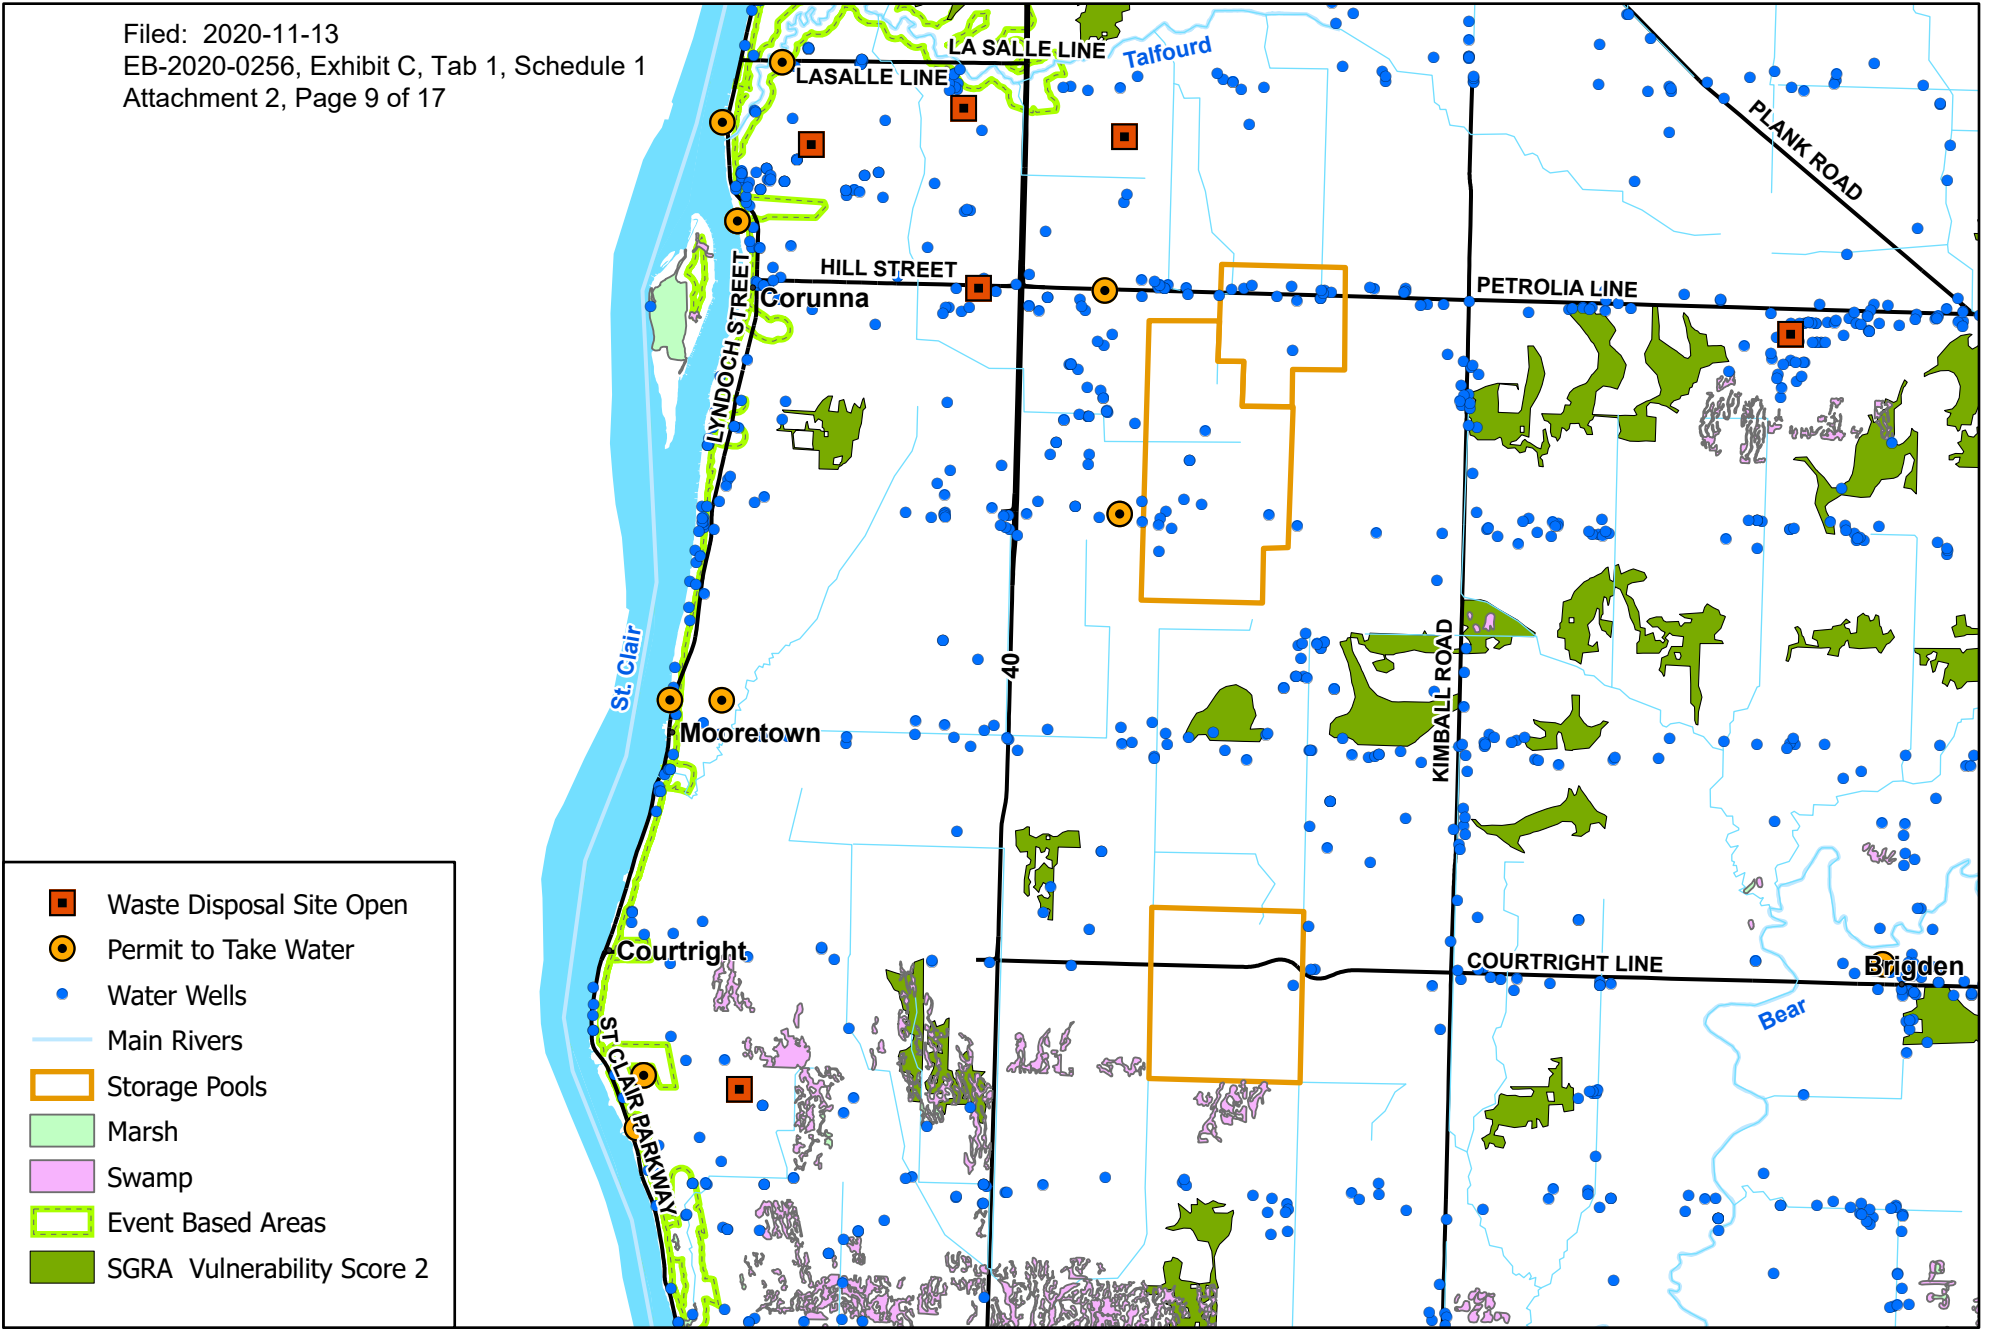 Filed: 2020-11-13
EB-2020-0256, Exhibit C, Tab 1, Schedule 1
Attachment 2, Page 9 of 17
LA SALLE LINE
Talfourd
LASALLE LINE
PLANK ROAD
HILL STREET
PETROLIA LINE
Corunna
LYNDOCH STREET
St. Clair
40
KIMBALL ROAD
Mooretown
Courtright
COURTRIGHT LINE
Brigden
Bear
ST CLAIR PARKWAY
Waste Disposal Site Open
Permit to Take Water
Water Wells
Main Rivers
Storage Pools
Marsh
Swamp
Event Based Areas
SGRA Vulnerability Score 2